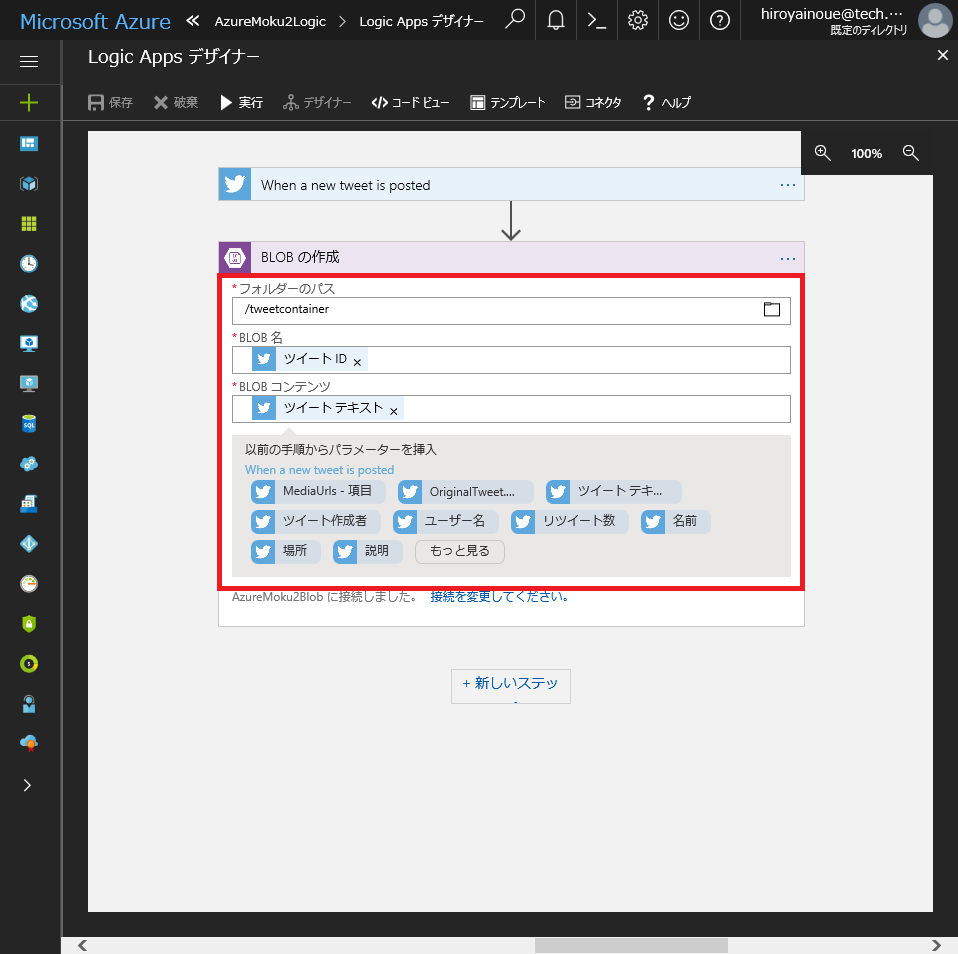 Microsoft Azure « AzureMoku2Logic > Logic Apps デザイナー
hiroyainoue@tech.···
既定のディレクトリ
Logic Apps デザイナー
保存 破棄 実行 デザイナー コード ビュー テンプレート コネクタ ヘルプ
100%
When a new tweet is posted ···
BLOB の作成 ···
*フォルダーのパス
/tweetcontainer
*BLOB 名
ツイート ID ×
*BLOB コンテンツ
ツイート テキスト ×
以前の手順からパラメーターを挿入
When a new tweet is posted
MediaUrls - 項目 OriginalTweet.... ツイート テキ...
ツイート作成者 ユーザー名 リツイート数 名前
場所 説明 もっと見る
AzureMoku2Blob に接続しました。 接続を変更してください。
+ 新しいステッ